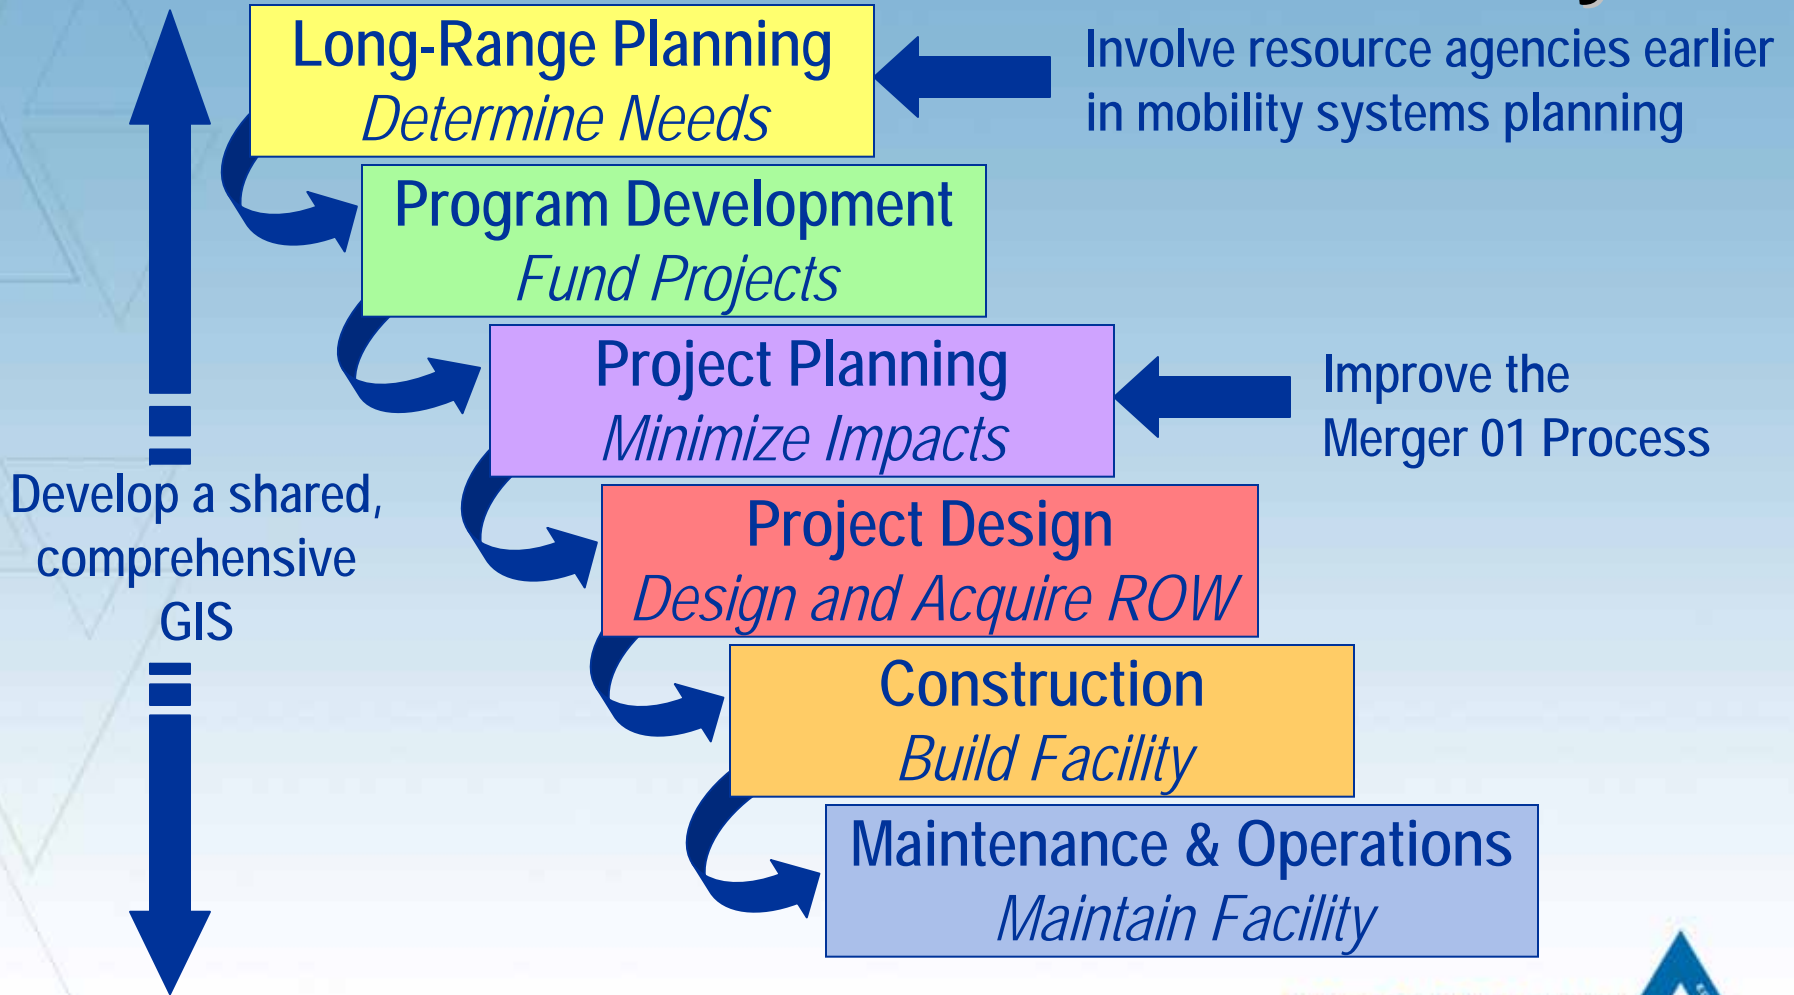 Long-Range Planning
Determine Needs
Involve resource agencies earlier
in mobility systems planning
Program Development
Fund Projects
Project Planning
Minimize Impacts
Improve the
Merger 01 Process
Develop a shared,
comprehensive
GIS
Project Design
Design and Acquire ROW
Construction
Build Facility
Maintenance & Operations
Maintain Facility